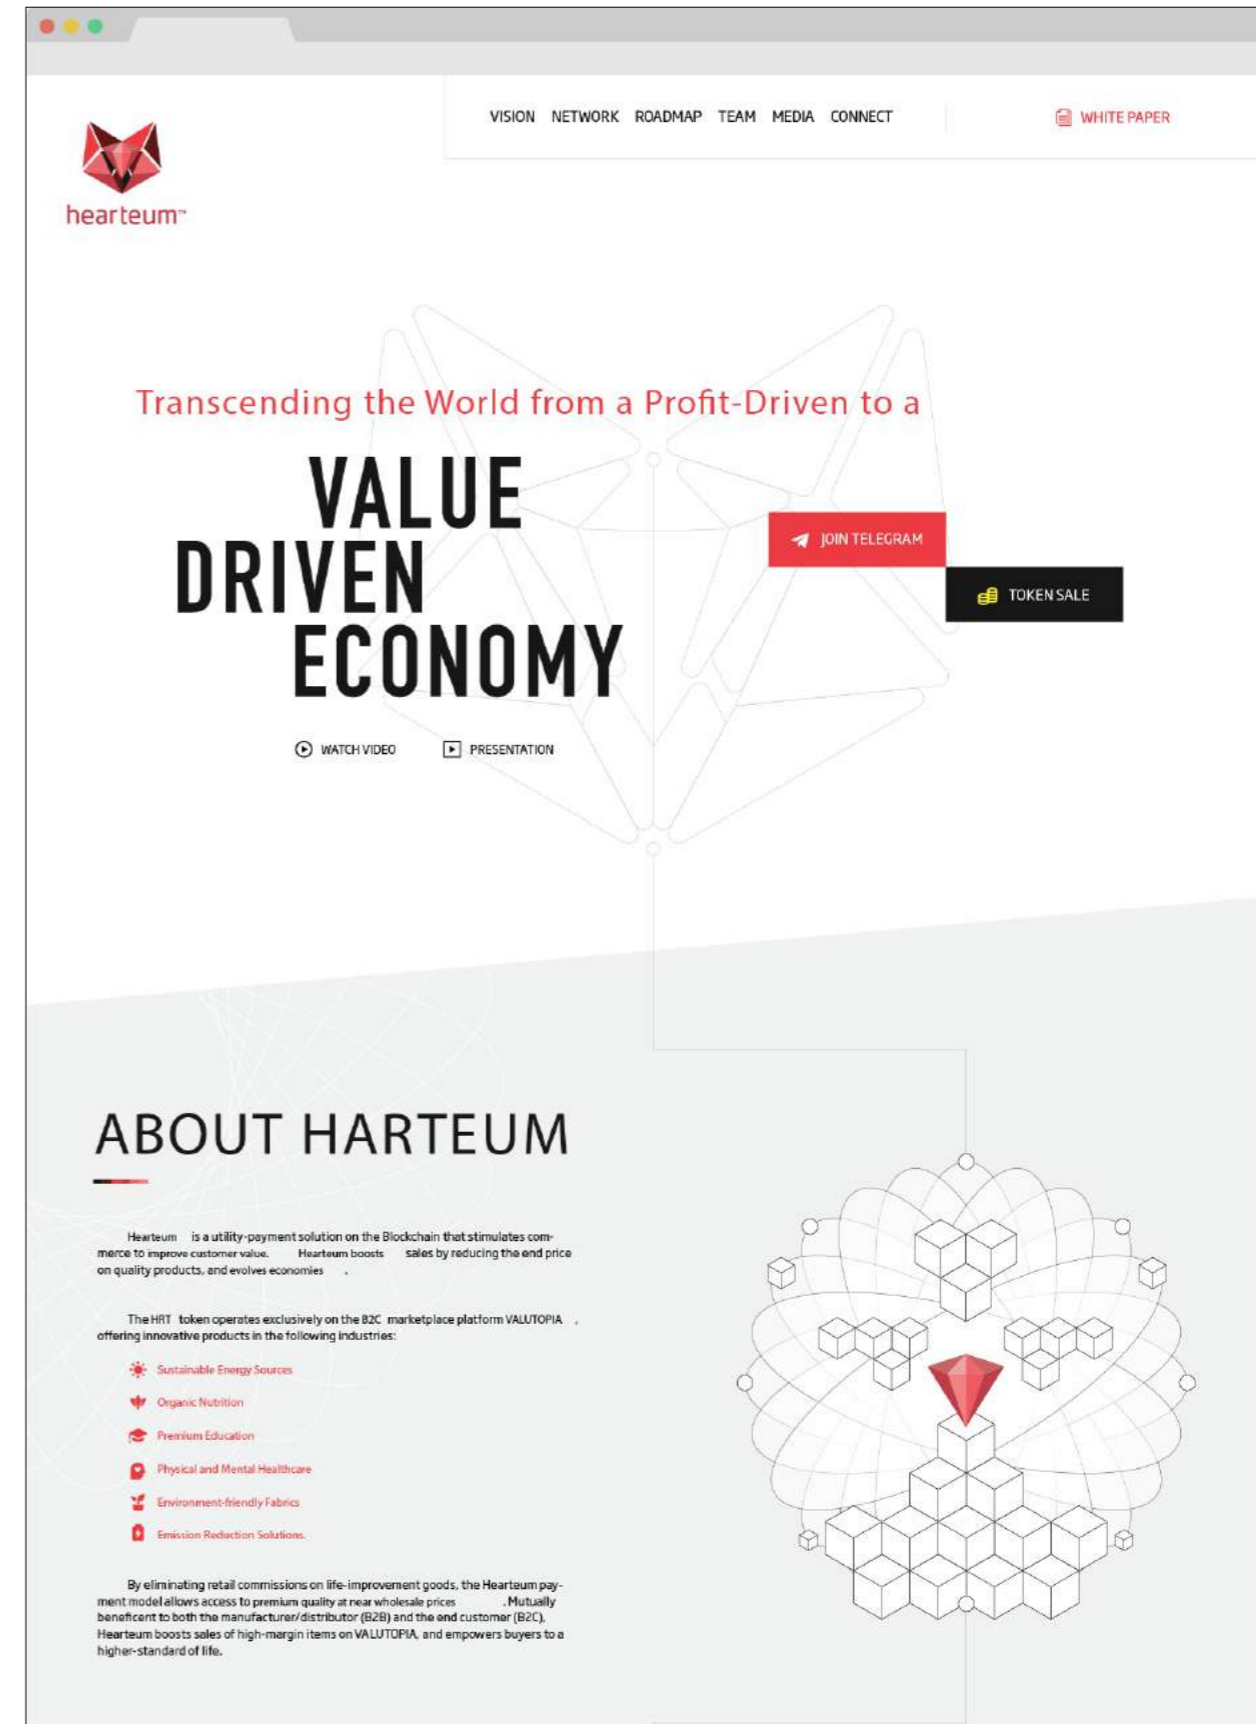 VISION NETWORK ROADMAP TEAM MEDIA CONNECT
WHITE PAPER
hearteum™
Transcending the World from a Profit-Driven to a
VALUE
DRIVEN
ECONOMY
JOIN TELEGRAM
TOKEN SALE
WATCH VIDEO PRESENTATION
ABOUT HARTEUM
Hearteum is a utility-payment solution on the Blockchain that stimulates com-
merce to improve customer value. Hearteum boosts sales by reducing the end price
on quality products, and evolves economies .
The HRT token operates exclusively on the B2C marketplace platform VALUTOPIA ,
offering innovative products in the following industries:
Sustainable Energy Sources
Organic Nutrition
Premium Education
Physical and Mental Healthcare
Environment-friendly Fabrics
Emission Reduction Solutions.
By eliminating retail commissions on life-improvement goods, the Hearteum pay-
ment model allows access to premium quality at near wholesale prices . Mutually
beneficent to both the manufacturer/distributor (B2B) and the end customer (B2C),
Hearteum boosts sales of high-margin items on VALUTOPIA, and empowers buyers to a
higher-standard of life.